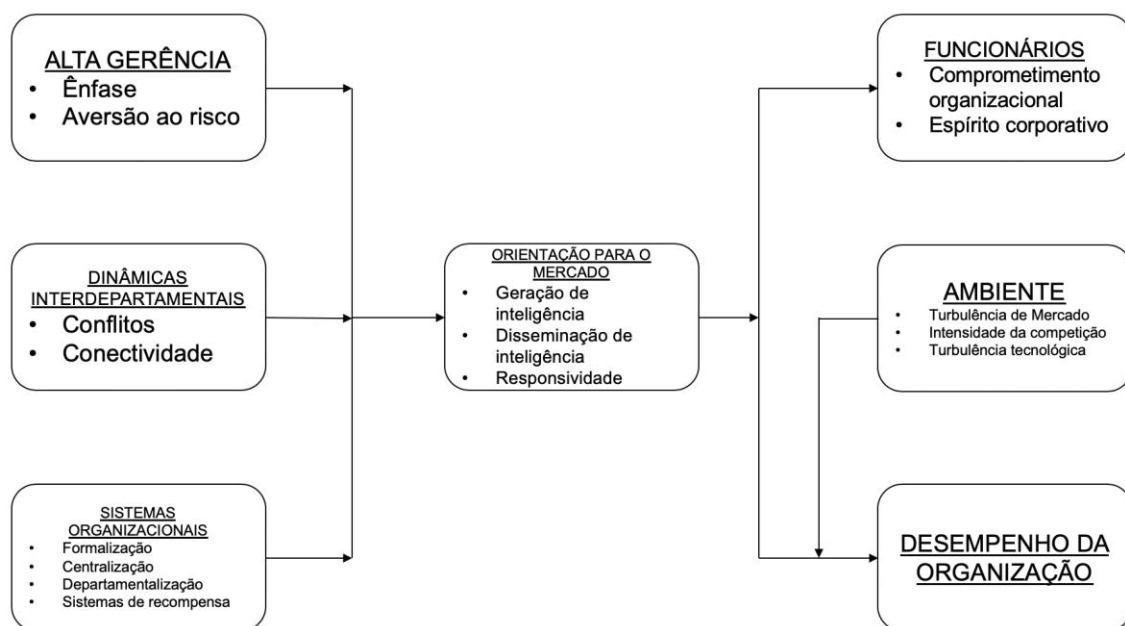 ALTA GERÊNCIA
• Ênfase
• Aversão ao risco
DINÂMICAS
INTERDEPARTAMENTAIS
• Conflitos
• Conectividade
SISTEMAS
ORGANIZACIONAIS
• Formalização
• Centralização
• Departamentalização
• Sistemas de recompensa
ORIENTAÇÃO PARA O
MERCADO
• Geração de
inteligência
• Disseminação de
inteligência
• Responsividade
FUNCIONÁRIOS
• Comprometimento
organizacional
• Espírito corporativo
AMBIENTE
• Turbulência de Mercado
• Intensidade da competição
• Turbulência tecnológica
DESEMPENHO DA
ORGANIZAÇÃO